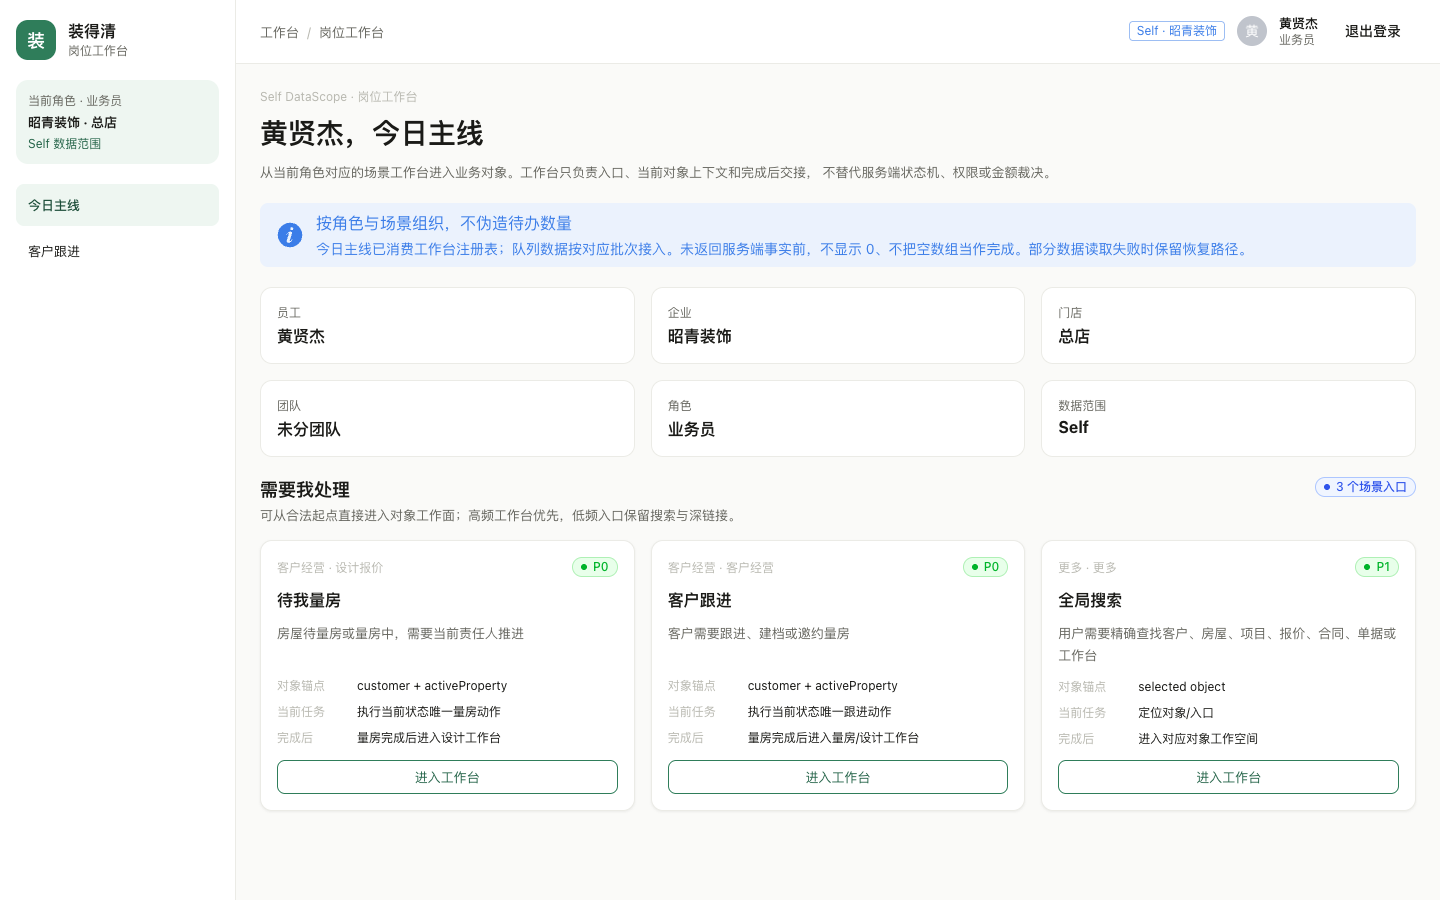 装
装得清
岗位工作台
当前角色 · 业务员
昭青装饰 · 总店
Self 数据范围
今日主线
客户跟进
工作台 / 岗位工作台
Self · 昭青装饰
黄
黄贤杰
业务员
退出登录
Self DataScope · 岗位工作台
黄贤杰，今日主线
从当前角色对应的场景工作台进入业务对象。工作台只负责入口、当前对象上下文和完成后交接， 不替代服务端状态机、权限或金额裁决。
按角色与场景组织，不伪造待办数量
今日主线已消费工作台注册表；队列数据按对应批次接入。未返回服务端事实前，不显示 0、不把空数组当作完成。部分数据读取失败时保留恢复路径。
员工
黄贤杰
企业
昭青装饰
门店
总店
团队
未分团队
角色
业务员
数据范围
Self
需要我处理
3 个场景入口
可从合法起点直接进入对象工作面；高频工作台优先，低频入口保留搜索与深链接。
客户经营 · 设计报价
P0
待我量房
房屋待量房或量房中，需要当前责任人推进
对象锚点 customer + activeProperty
当前任务 执行当前状态唯一量房动作
完成后 量房完成后进入设计工作台
进入工作台
客户经营 · 客户经营
P0
客户跟进
客户需要跟进、建档或邀约量房
对象锚点 customer + activeProperty
当前任务 执行当前状态唯一跟进动作
完成后 量房完成后进入量房/设计工作台
进入工作台
更多 · 更多
P1
全局搜索
用户需要精确查找客户、房屋、项目、报价、合同、单据或
工作台
对象锚点 selected object
当前任务 定位对象/入口
完成后 进入对应对象工作空间
进入工作台